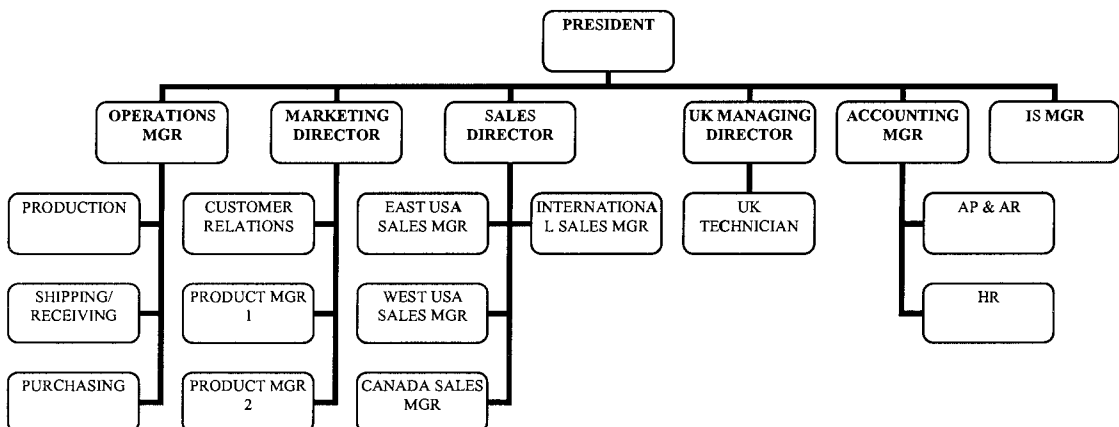 PRESIDENT
OPERATIONS
MGR
MARKETING
DIRECTOR
SALES
DIRECTOR
UK MANAGING
DIRECTOR
ACCOUNTING
MGR
IS MGR
PRODUCTION
CUSTOMER
RELATIONS
EAST USA
SALES MGR
INTERNATIONA
L SALES MGR
UK
TECHNICIAN
AP & AR
SHIPPING/
RECEIVING
PRODUCT MGR
1
WEST USA
SALES MGR
HR
PURCHASING
PRODUCT MGR
2
CANADA SALES
MGR